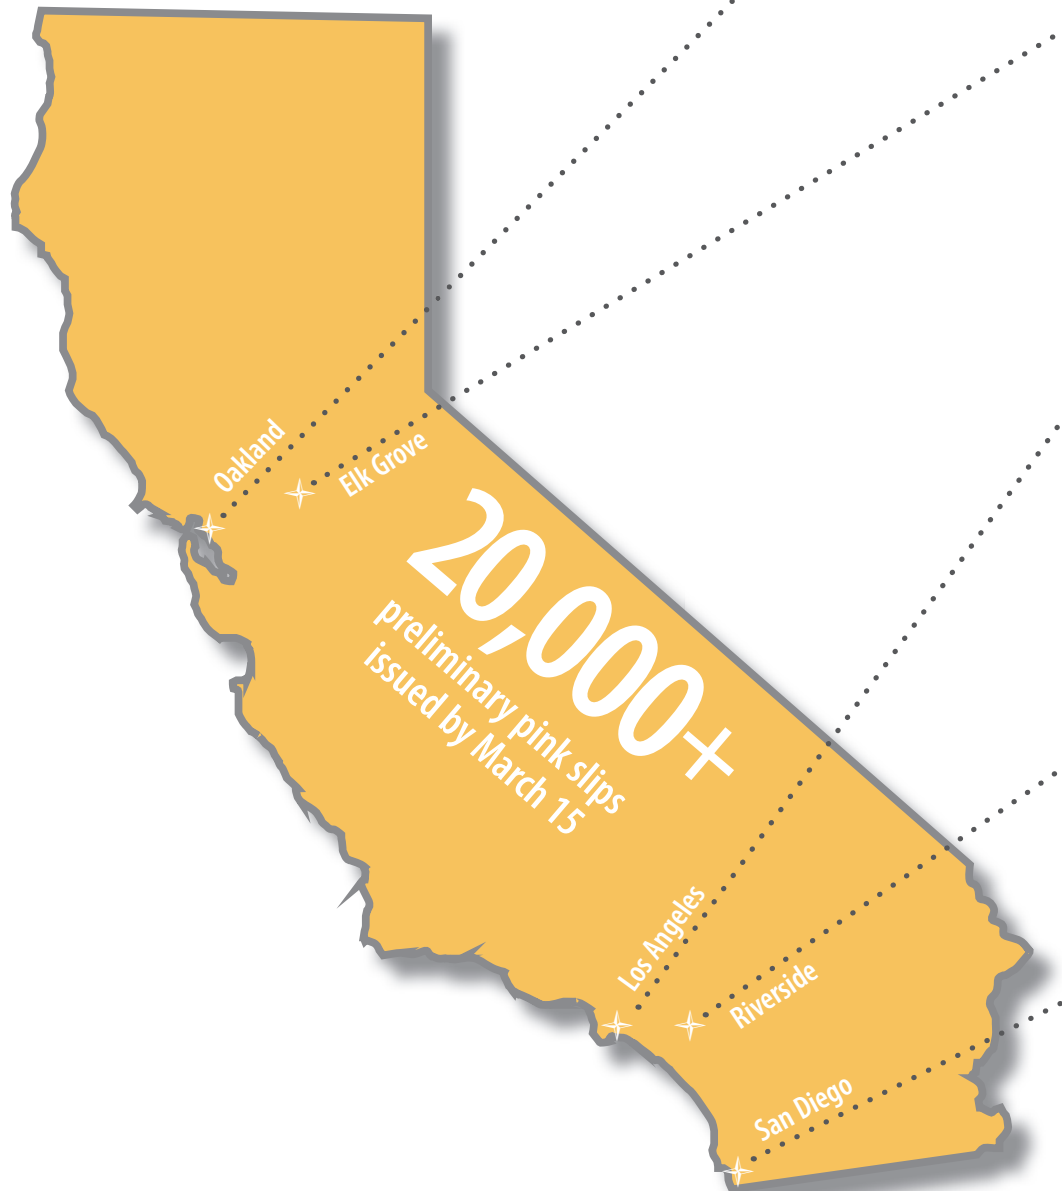 Oakland
Elk Grove
20,000+
preliminary pink slips
issued by March 15
Los Angeles
Riverside
San Diego